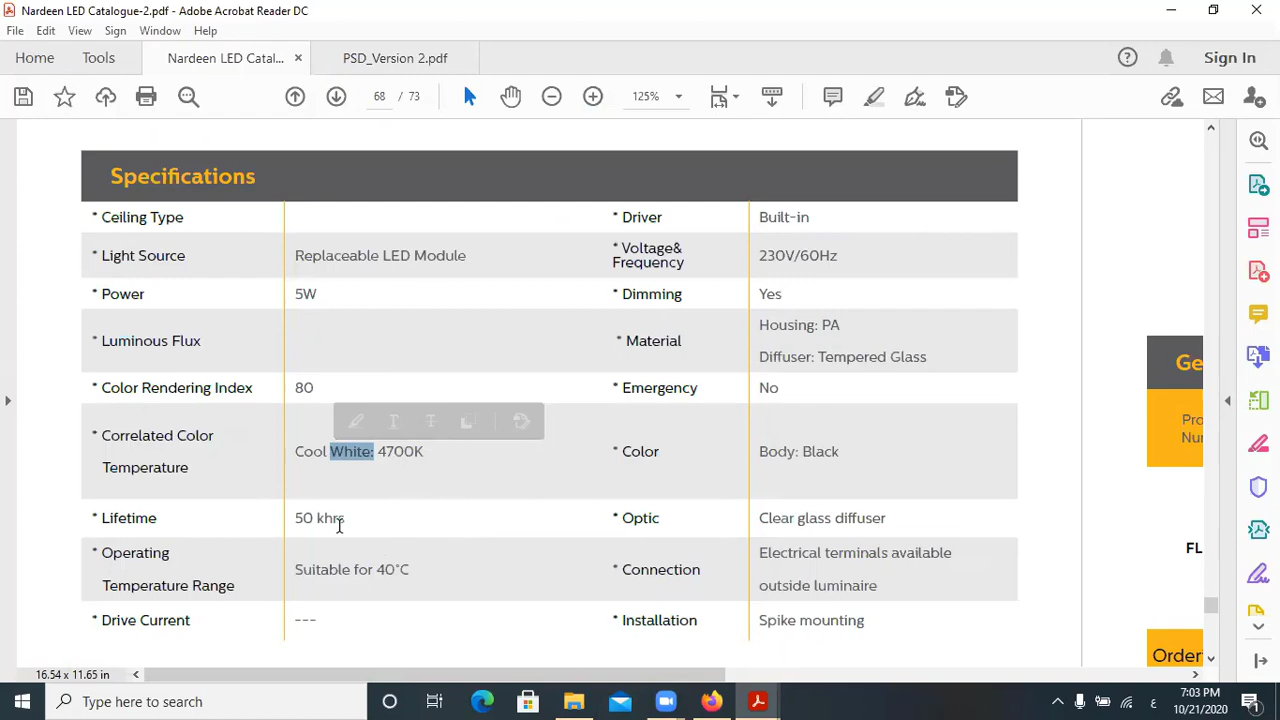 Nardeen LED Catalogue-2.pdf - Adobe Acrobat Reader DC
File Edit View Sign Window Help
Home Tools Nardeen LED Catal... × PSD_Version 2.pdf Sign In
68 / 73 125%
Specifications
* Ceiling Type * Driver Built-in
* Light Source Replaceable LED Module * Voltage& Frequency 230V/60Hz
* Power 5W * Dimming Yes
* Luminous Flux * Material Housing: PA
Diffuser: Tempered Glass
* Color Rendering Index 80 * Emergency No
* Correlated Color Temperature Cool White: 4700K * Color Body: Black
* Lifetime 50 khrs * Optic Clear glass diffuser
* Operating Temperature Range Suitable for 40°C * Connection Electrical terminals available outside luminaire
* Drive Current --- * Installation Spike mounting
Ge
Pro
Nur
FL
Order
16.54 x 11.65 in
Type here to search
ع
7:03 PM
10/21/2020
1